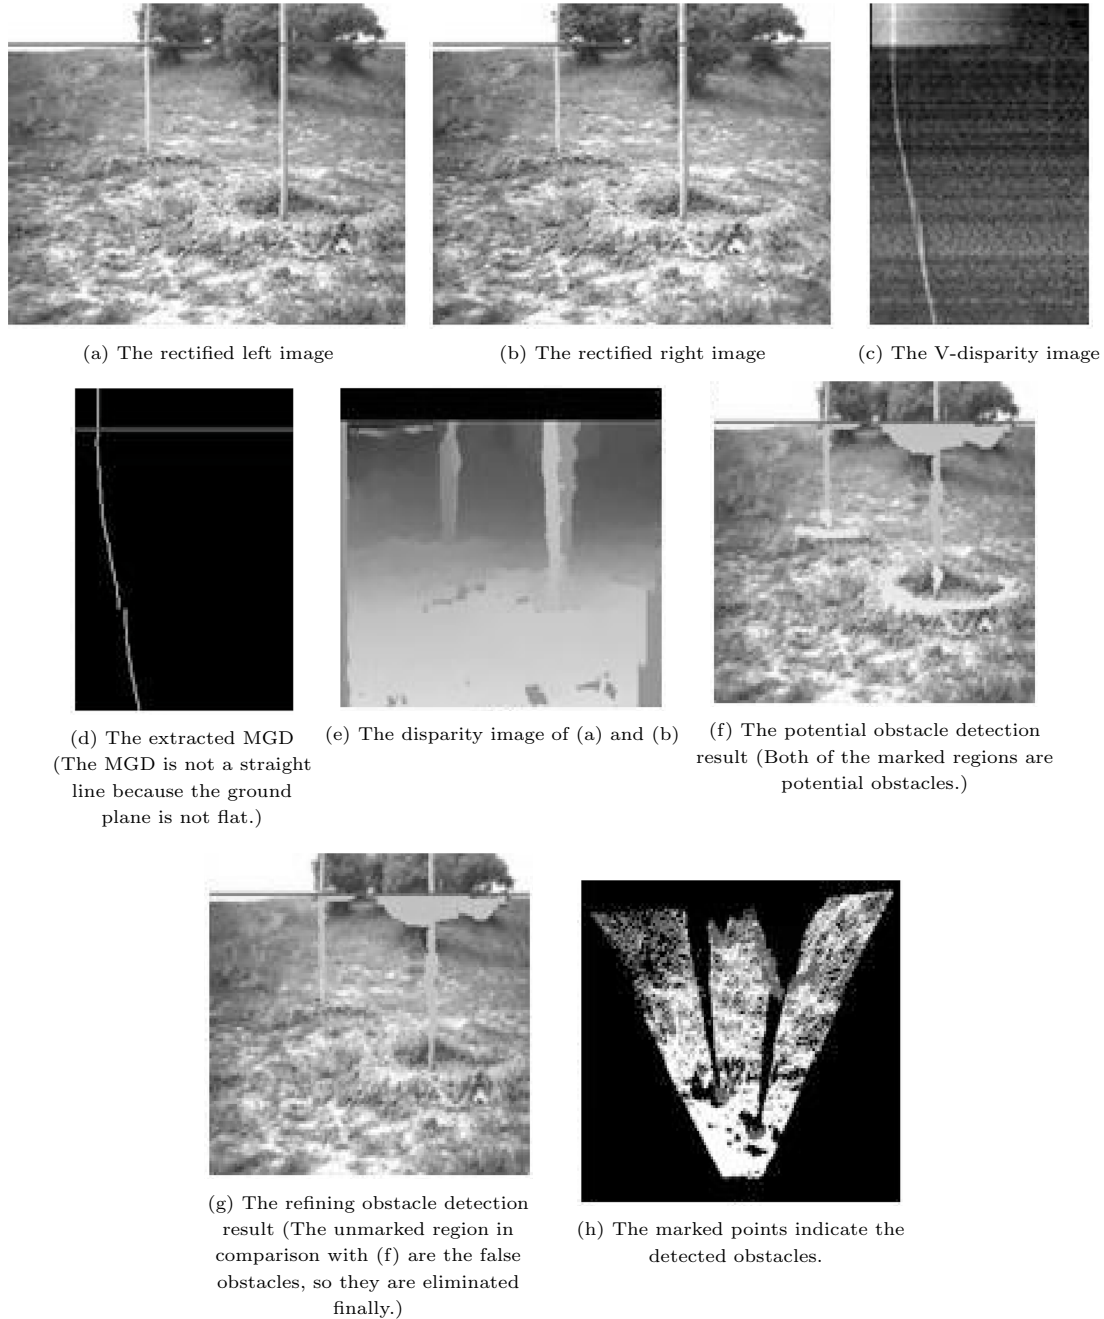 (a) The rectified left image
(b) The rectified right image
(c) The V-disparity image
(d) The extracted MGD
(The MGD is not a straight
line because the ground
plane is not flat.)
(e) The disparity image of (a) and (b)
(f) The potential obstacle detection
result (Both of the marked regions are
potential obstacles.)
(g) The refining obstacle detection
result (The unmarked region in
comparison with (f) are the false
obstacles, so they are eliminated
finally.)
(h) The marked points indicate the
detected obstacles.